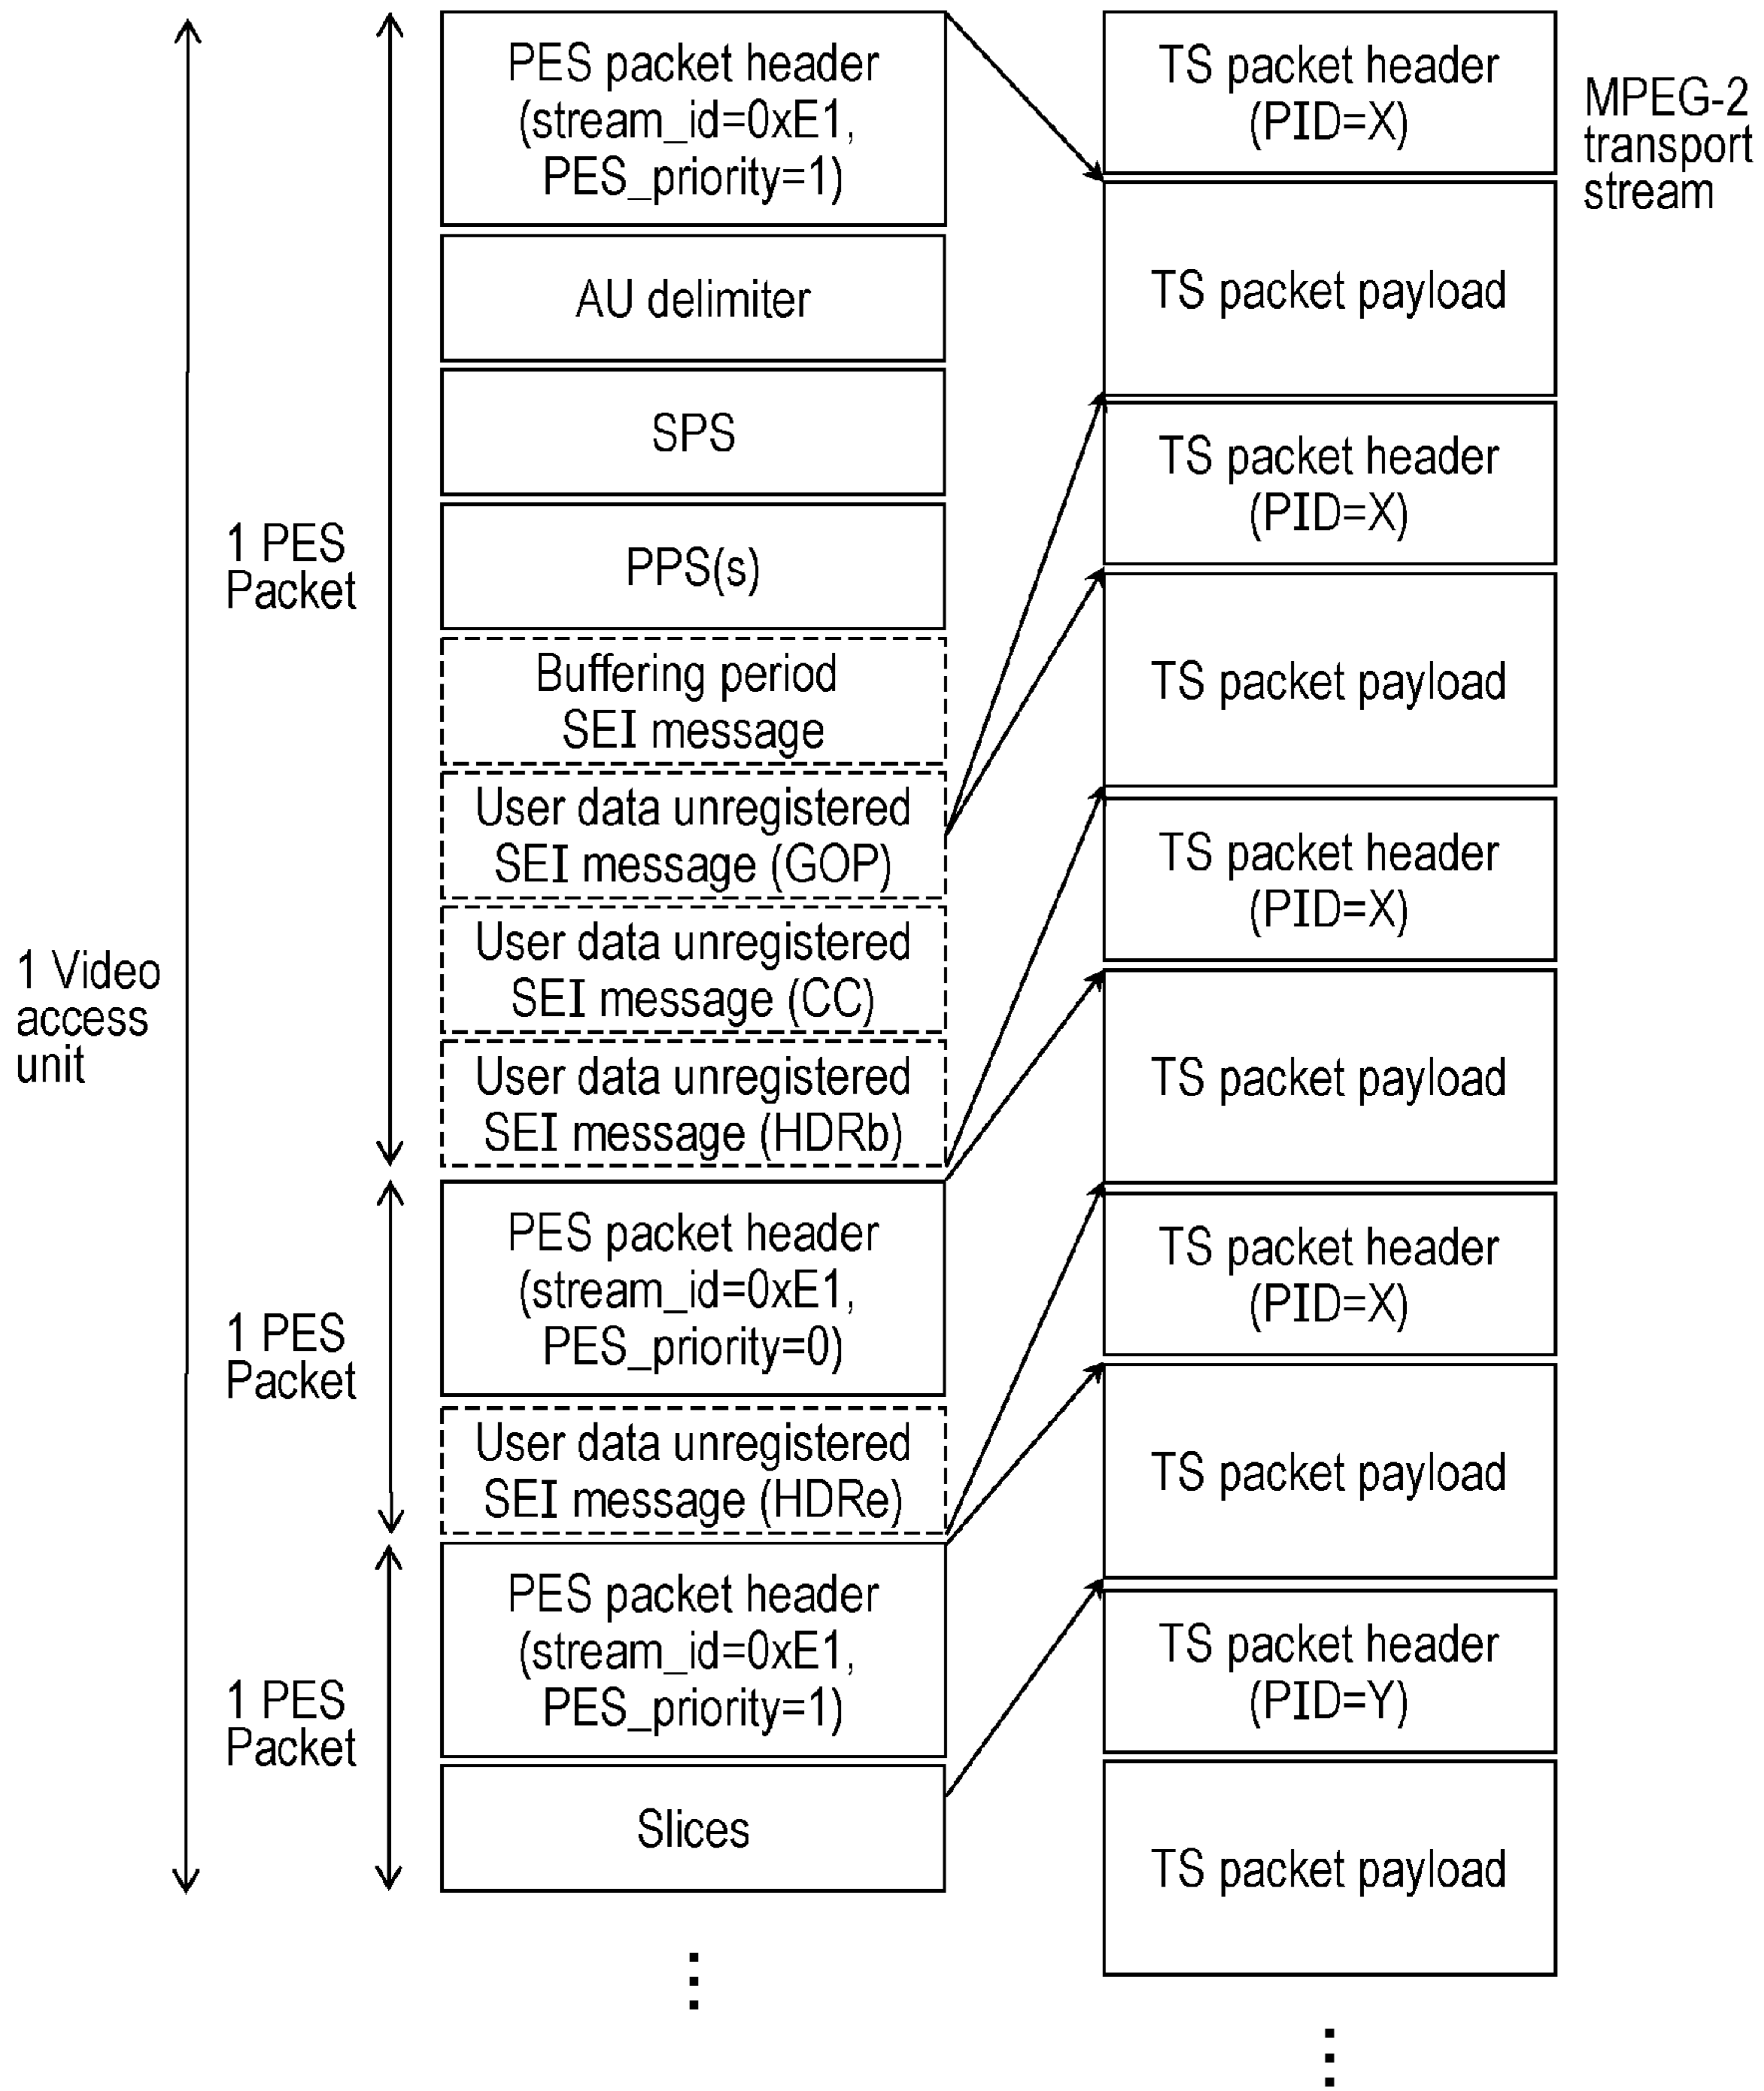 1 Video
access
unit
1 PES
Packet
1 PES
Packet
1 PES
Packet
PES packet header
(stream_id=0xE1,
PES_priority=1)
AU delimiter
SPS
PPS(s)
Buffering period
SEI message
User data unregistered
SEI message (GOP)
User data unregistered
SEI message (CC)
User data unregistered
SEI message (HDRb)
PES packet header
(stream_id=0xE1,
PES_priority=0)
User data unregistered
SEI message (HDRe)
PES packet header
(stream_id=0xE1,
PES_priority=1)
Slices
TS packet header
(PID=X)
TS packet payload
TS packet header
(PID=X)
TS packet payload
TS packet header
(PID=X)
TS packet payload
TS packet header
(PID=X)
TS packet payload
TS packet header
(PID=Y)
TS packet payload
MPEG-2
transport
stream